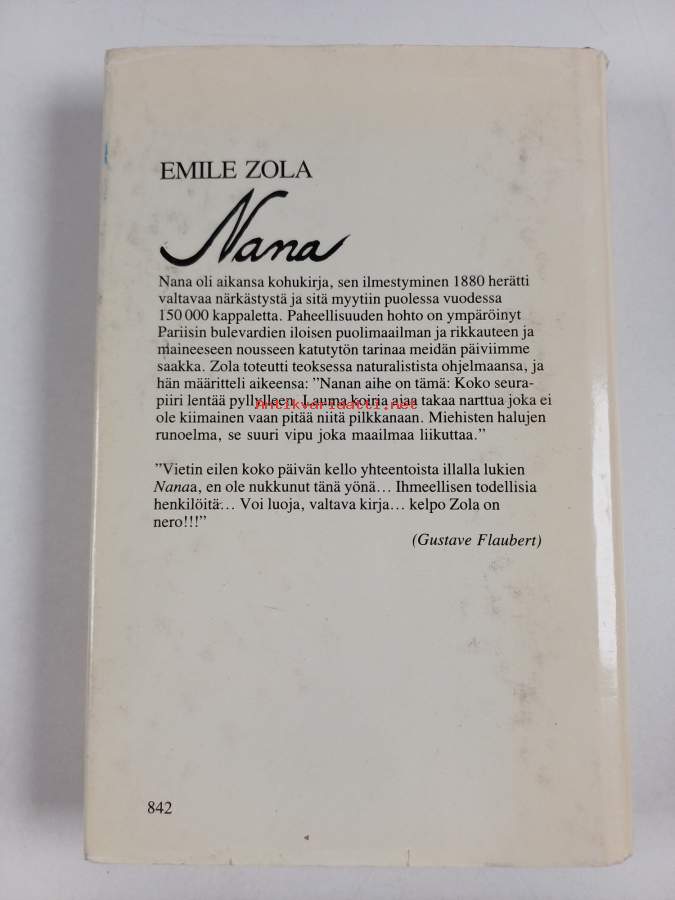 EMILE ZOLA
Nana
Nana oli aikansa kohukirja, sen ilmestyminen 1880 herätti
valtavaa närkästystä ja sitä myytiin puolessa vuodessa
150 000 kappaletta. Paheellisuuden hohto on ympäröinyt
Pariisin bulevardien iloisen puolimaailman ja rikkauteen ja
maineeseen nousseen katutytön tarinaa meidän päiviimme
saakka. Zola toteutti teoksessa naturalistista ohjelmaansa, ja
hän määritteli aikeensa: ”Nanan aihe on tämä: Koko seura-
piiri lentää pyllylleen. Lauma koiria ajaa takaa narttua joka ei
Antikvariaatti.net
ole kiimainen vaan pitää niitä pilkkanaan. Miehisten halujen
runoelma, se suuri vipu joka maailmaa liikuttaa.”
”Vietin eilen koko päivän kello yhteentoista illalla lukien
Nanaa, en ole nukkunut tänä yönä... Ihmeellisen todellisia
henkilöitä... Voi luoja, valtava kirja... kelpo Zola on
nero!!!”
(Gustave Flaubert)
842